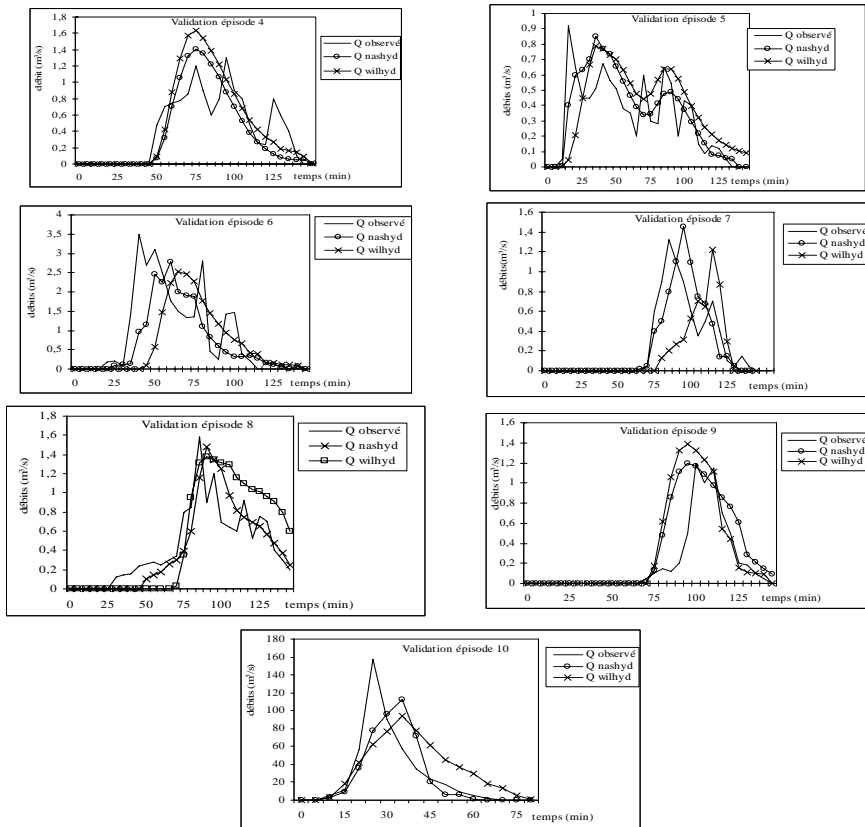 Validation épisode 4
débit (m³/s)
1,8
1,6
1,4
1,2
1
0,8
0,6
0,4
0,2
0
0 25 50 75 100 125
temps (min)
Q observé
Q nashyd
Q wilhyd
Validation épisode 5
débits (m³/s)
1
0,9
0,8
0,7
0,6
0,5
0,4
0,3
0,2
0,1
0
0 25 50 75 100 125
temps (min)
Q observé
Q nashyd
Q wilhyd
Validation épisode 6
débits (m³/s)
4
3,5
3
2,5
2
1,5
1
0,5
0
0 25 50 75 100 125
temps (min)
Q observé
Q nashyd
Q wilhyd
Validation épisode 7
débits(m³/s)
1,6
1,4
1,2
1
0,8
0,6
0,4
0,2
0
0 25 50 75 100 125
temps (min)
Q observé
Q nashyd
Q wilhyd
Validation épisode 8
débits (m³/s)
1,8
1,6
1,4
1,2
1
0,8
0,6
0,4
0,2
0
0 25 50 75 100 125
temps (min)
Q observé
Q nashyd
Q wilhyd
Validation épisode 9
débits (m³/s)
1,6
1,4
1,2
1
0,8
0,6
0,4
0,2
0
0 25 50 75 100 125
temps (min)
Q observé
Q nashyd
Q wilhyd
Validation épisode 10
débits (m³/s)
180
160
140
120
100
80
60
40
20
0
0 15 30 45 60 75
temps (min)
Q observé
Q nashyd
Q wilhyd